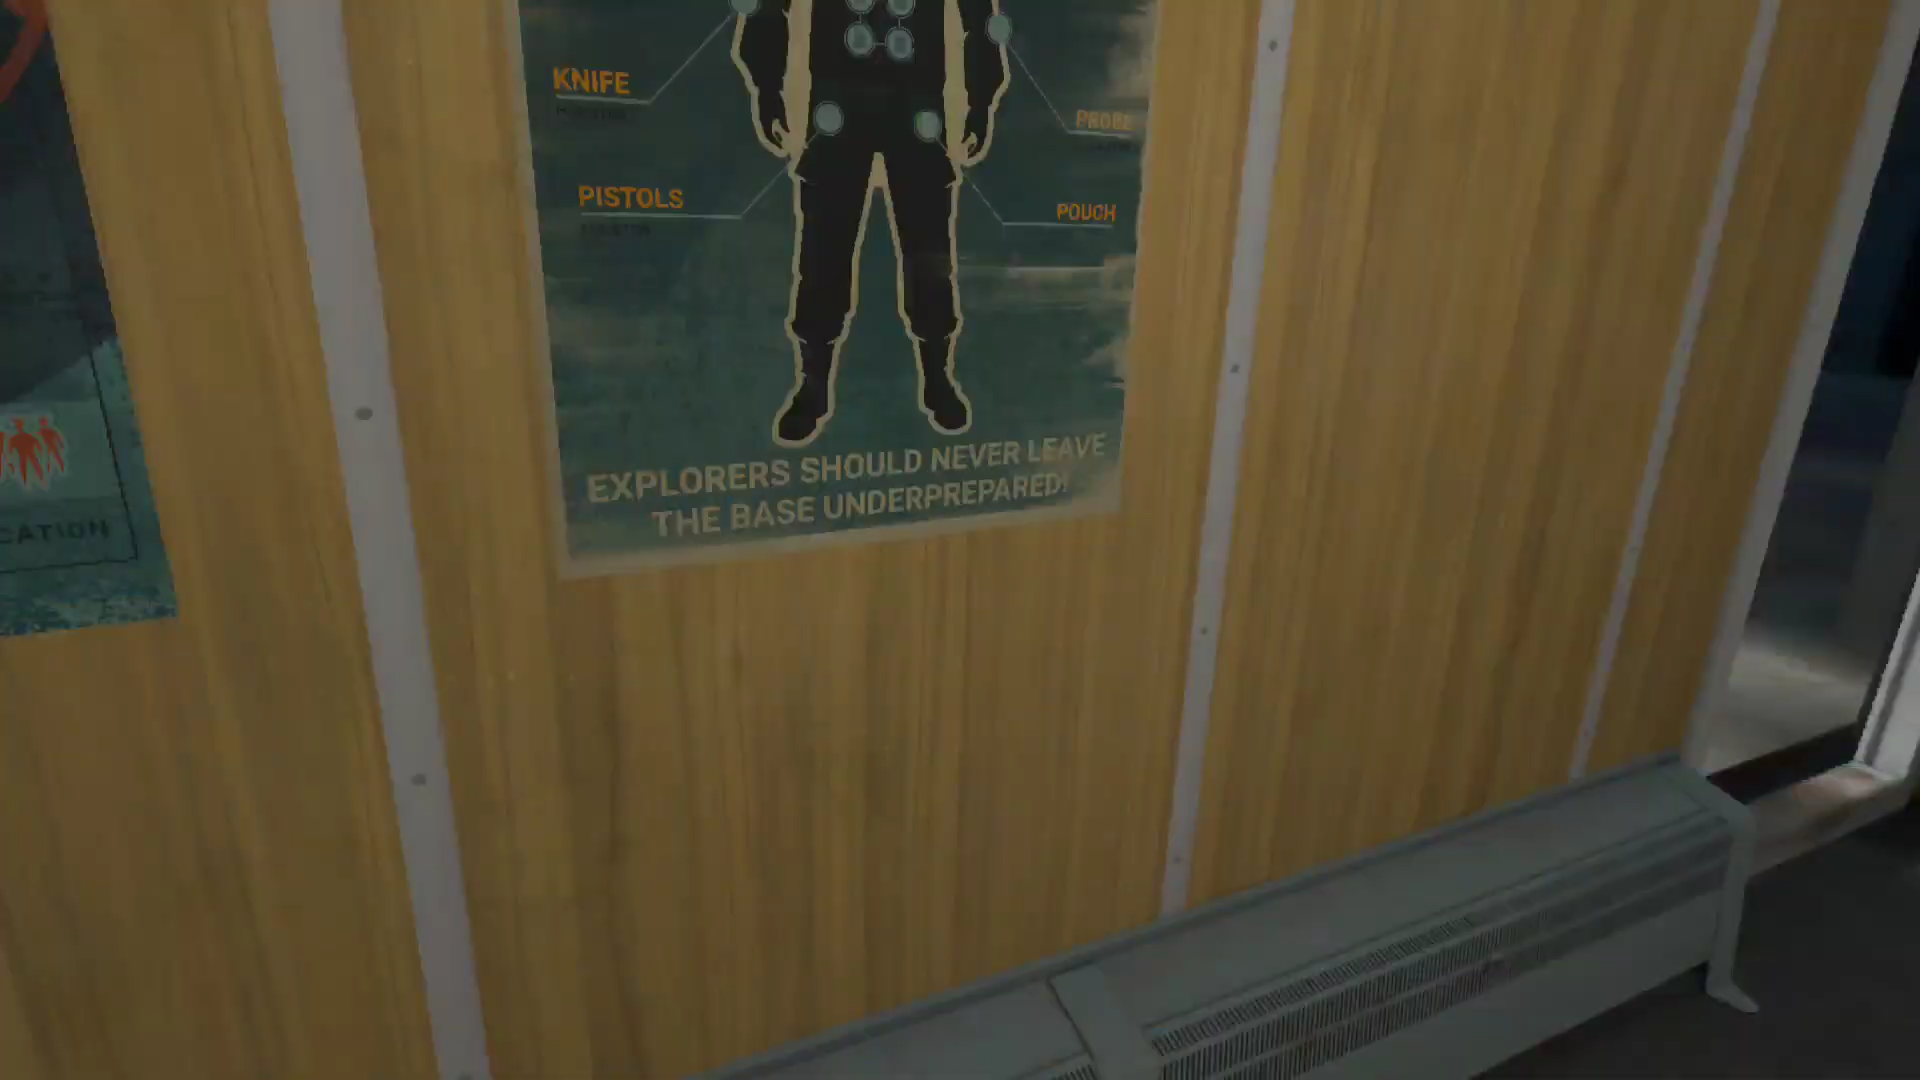 KNIFE
PROBE
PISTOLS
POUCH
EXPLORERS SHOULD NEVER LEAVE
THE BASE UNDERPREPARED!
CATION